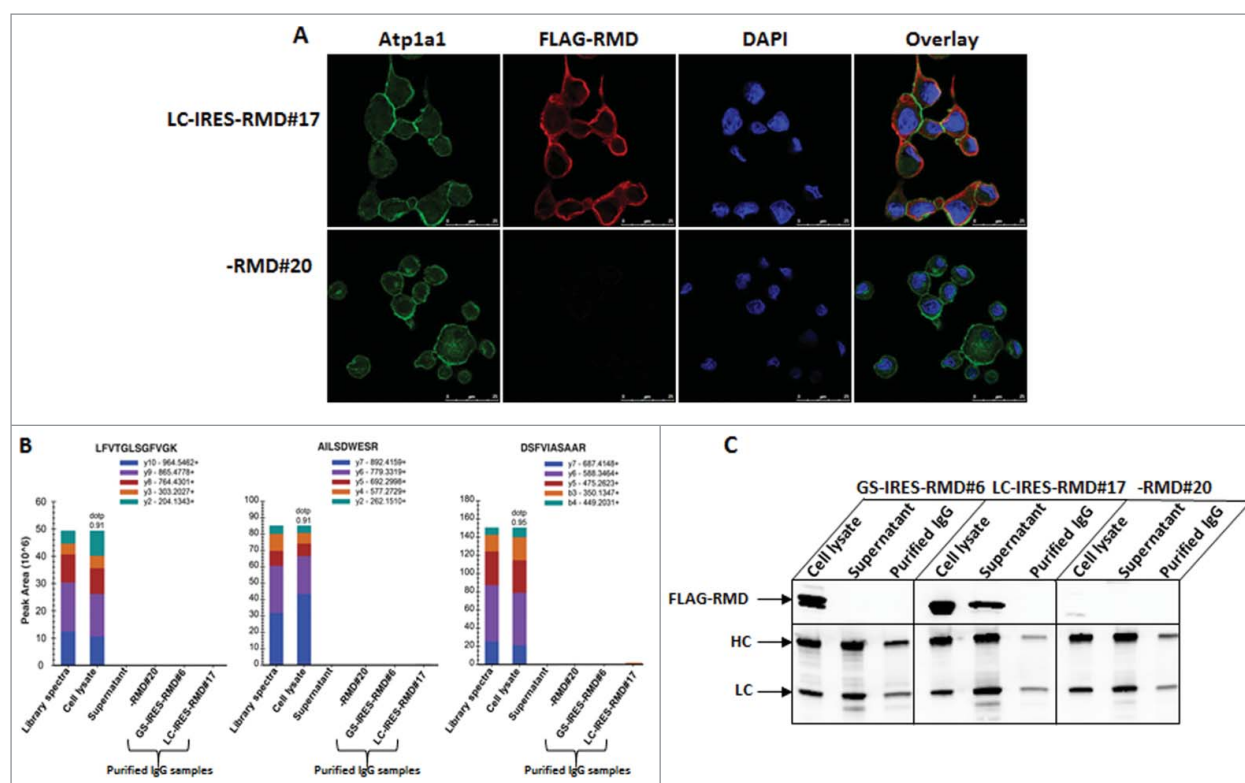 A
Atp1a1 FLAG-RMD DAPI Overlay
LC-IRES-RMD#17
-RMD#20
B
LFVTGLSGFVGK
y10 - 964.5462+
y9 - 865.4778+
y8 - 764.4301+
y3 - 303.2027+
y2 - 204.1343+
AILSDWESR
y7 - 892.4159+
y6 - 779.3319+
y5 - 692.2998+
y4 - 577.2729+
y2 - 262.1510+
DSFVIASAAR
y7 - 687.4148+
y6 - 588.3464+
y5 - 475.2623+
b3 - 350.1347+
b4 - 449.2031+
Peak Area (10^6)
60
50
40
30
20
10
0
dotp
0.91
Library spectra
Cell lysate
Supernatant
-RMD#20
GS-IRES-RMD#6
LC-IRES-RMD#17
Purified IgG samples
100
90
80
70
60
50
40
30
20
10
0
dotp
0.91
Library spectra
Cell lysate
Supernatant
-RMD#20
GS-IRES-RMD#6
LC-IRES-RMD#17
Purified IgG samples
180
160
140
120
100
80
60
40
20
0
dotp
0.95
Library spectra
Cell lysate
Supernatant
-RMD#20
GS-IRES-RMD#6
LC-IRES-RMD#17
Purified IgG samples
C
GS-IRES-RMD#6 LC-IRES-RMD#17 -RMD#20
Cell lysate Supernatant Purified IgG Cell lysate Supernatant Purified IgG Cell lysate Supernatant Purified IgG
FLAG-RMD
HC
LC